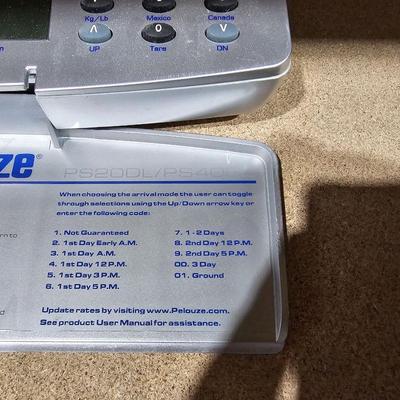 Kg/Lb Mexico Canada
UP Tare DN
ze®
PS20DL/PS
When choosing the arrival mode the user can toggle
through selections using the Up/Down arrow key or
enter the following code:
1. Not Guaranteed
2. 1st Day Early A.M.
3. 1st Day A.M.
4. 1st Day 12 P.M.
5. 1st Day 3 P.M.
6. 1st Day 5 P.M.
7. 1-2 Days
8. 2nd Day 12 P.M.
9. 2nd Day 5 P.M.
00. 3 Day
01. Ground
Update rates by visiting www.Pelouze.com.
See product User Manual for assistance.